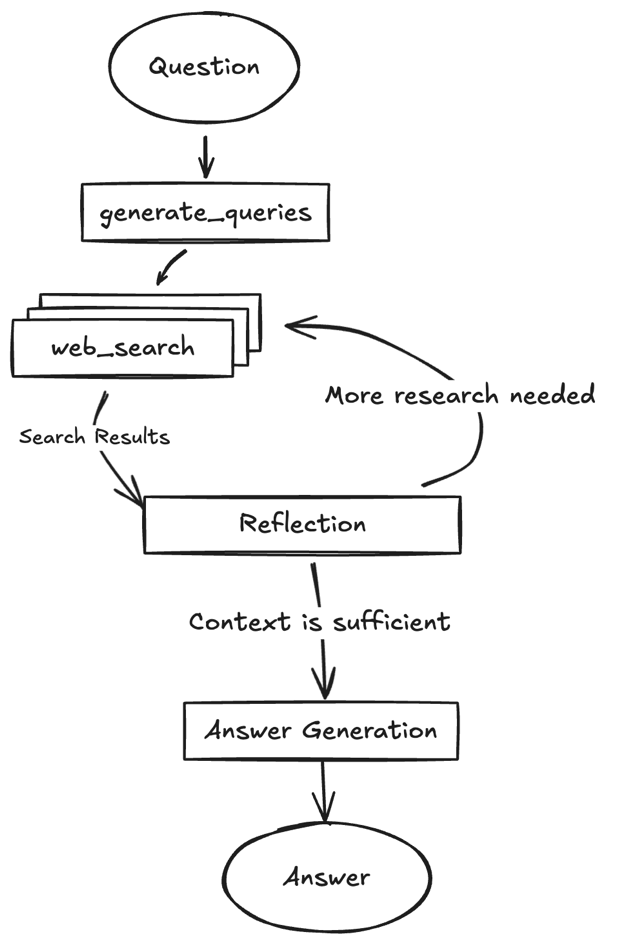 Question
generate_queries
web_search
More research needed
Search Results
Reflection
Context is sufficient
Answer Generation
Answer